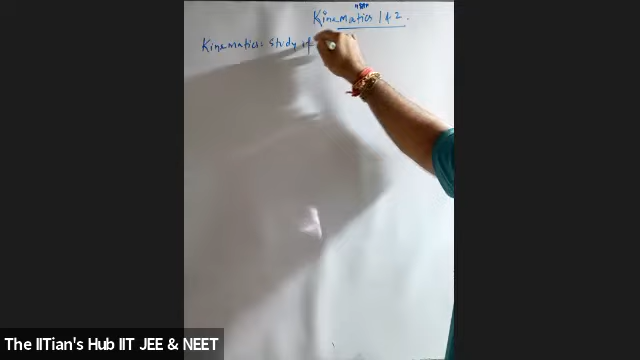 Kinematics 1 & 2.
Kinematics: Study of
The IITian's Hub IIT JEE & NEET